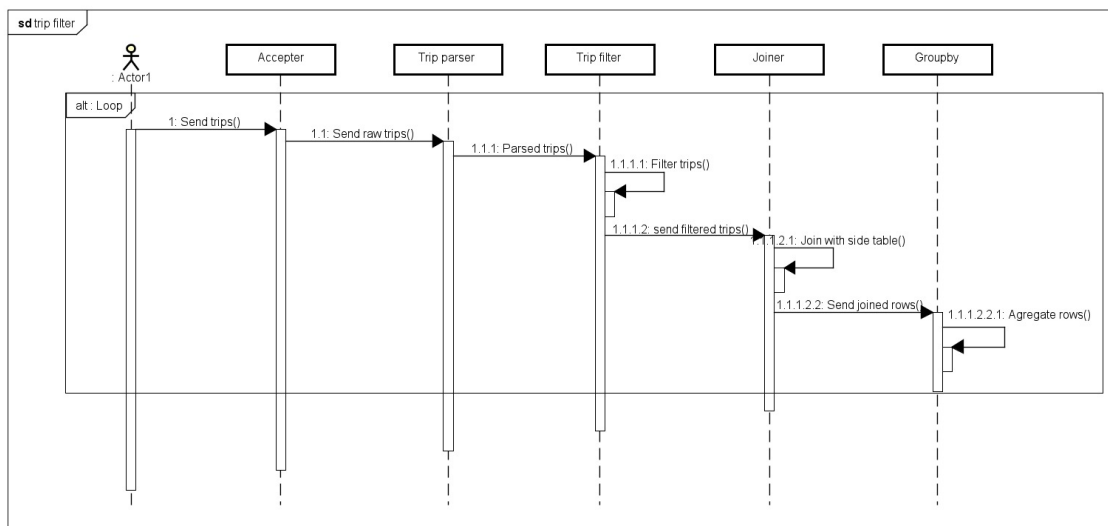 sd trip filter
: Actor1
Accepter
Trip parser
Trip filter
Joiner
Groupby
alt : Loop
1: Send trips()
1.1: Send raw trips()
1.1.1: Parsed trips()
1.1.1.1: Filter trips()
1.1.1.2: send filtered trips()
1.1.1.2.1: Join with side table()
1.1.1.2.2: Send joined rows()
1.1.1.2.2.1: Agregate rows()